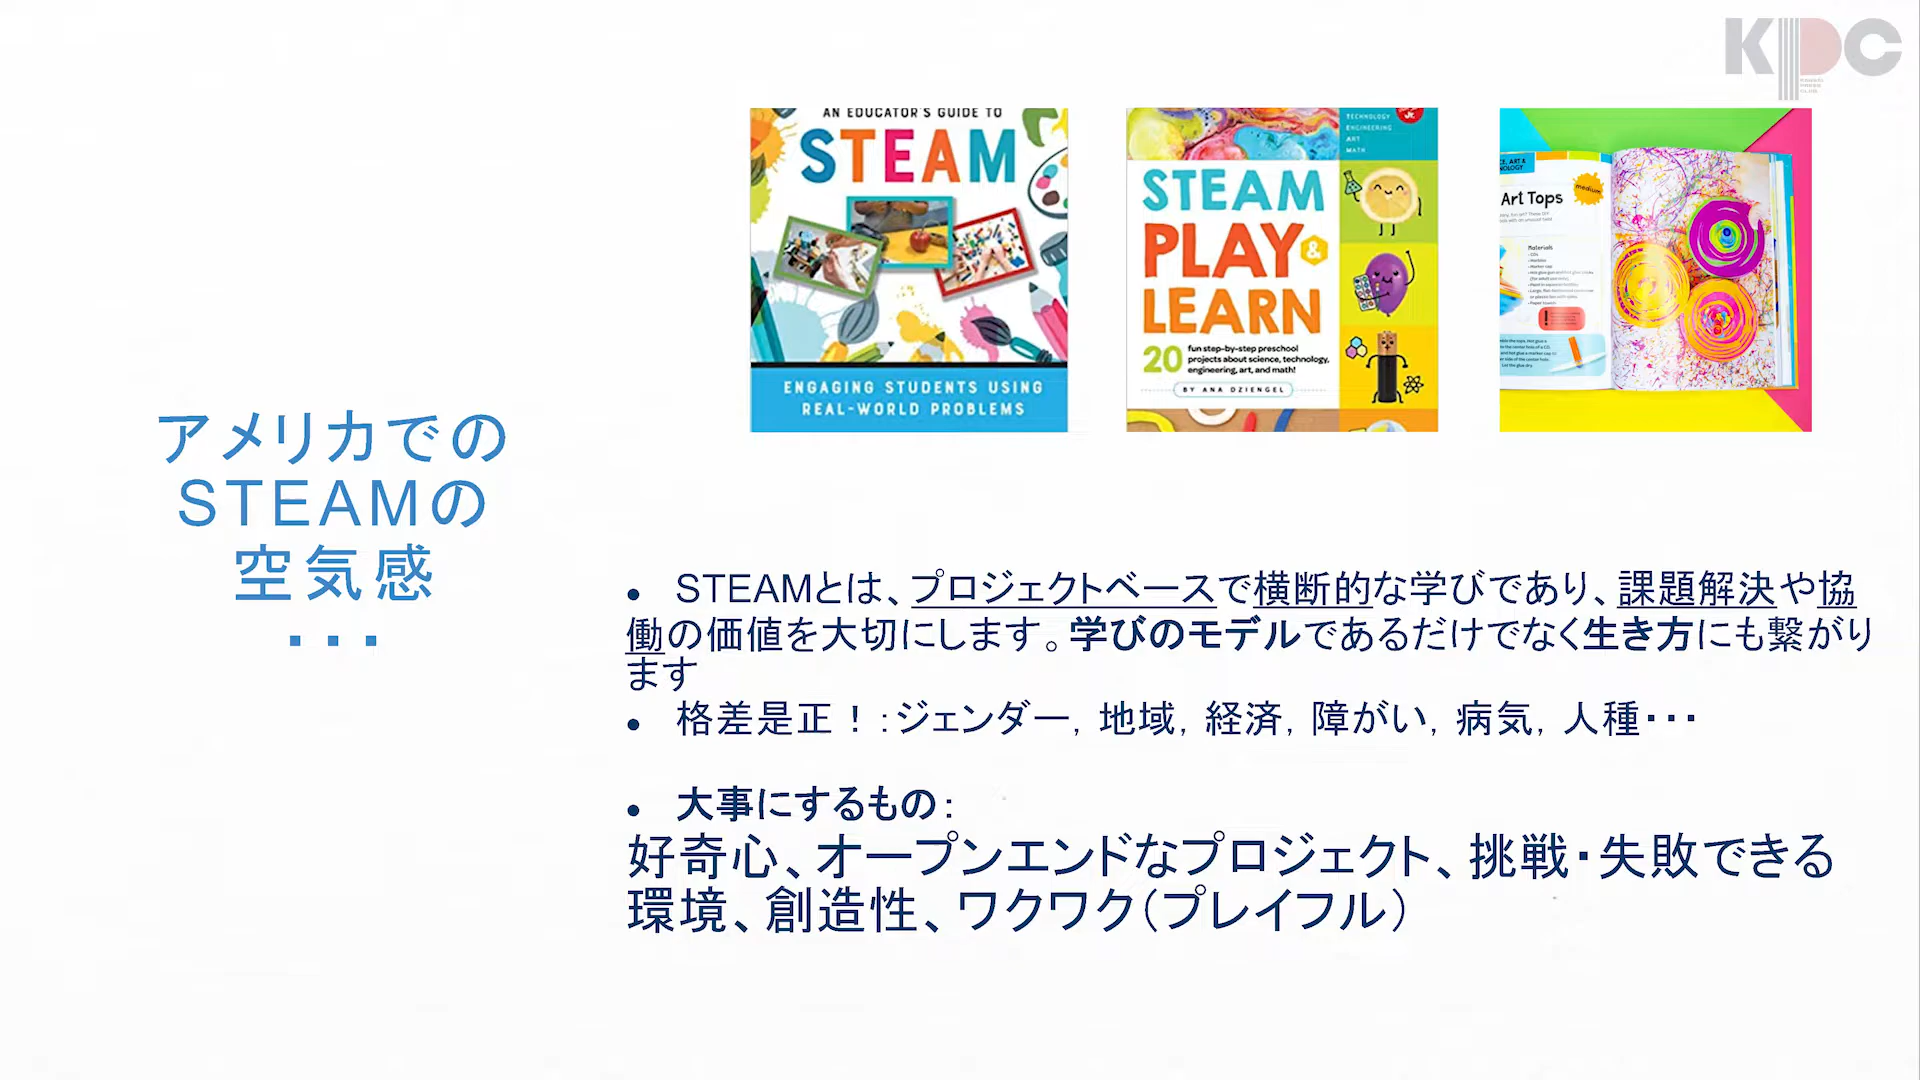 KPC
AN EDUCATOR'S GUIDE TO
STEAM
ENGAGING STUDENTS USING
REAL-WORLD PROBLEMS
TECHNOLOGY
ENGINEERING
ART
MATH
Jr.
STEAM
PLAY &
LEARN
20 fun step-by-step preschool
projects about science, technology,
engineering, art, and math!
BY ANA DZIENGEL
CE, ART &
NOLOGY
Art Tops
medium
Materials
アメリカでの
STEAMの
空気感
・・・
• STEAMとは、プロジェクトベースで横断的な学びであり、課題解決や協
働の価値を大切にします。学びのモデルであるだけでなく生き方にも繋がり
ます
• 格差是正！：ジェンダー，地域，経済，障がい，病気，人種・・・
• 大事にするもの：
好奇心、オープンエンドなプロジェクト、挑戦・失敗できる
環境、創造性、ワクワク（プレイフル）